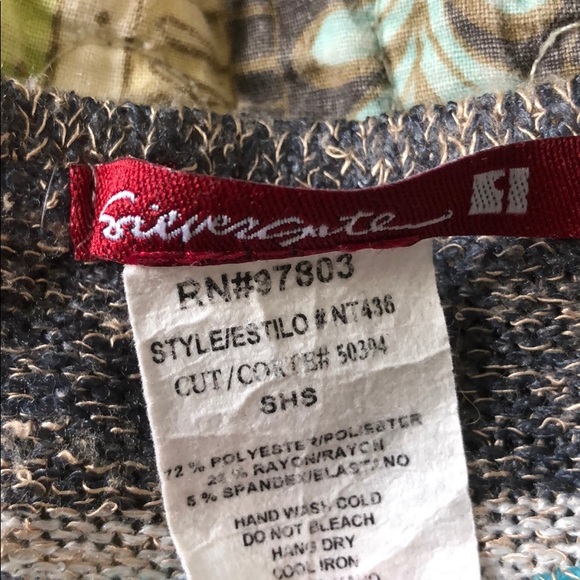 Silvergate
RN#97803
STYLE/ESTILO # NT436
CUT/CORTE# 50394
SHS
72 % POLYESTER/POLIESTER
% RAYON/RAYON
5 % SPANDEX/ELASTANO
HAND WASH COLD
DO NOT BLEACH
HANG DRY
COOL IRON